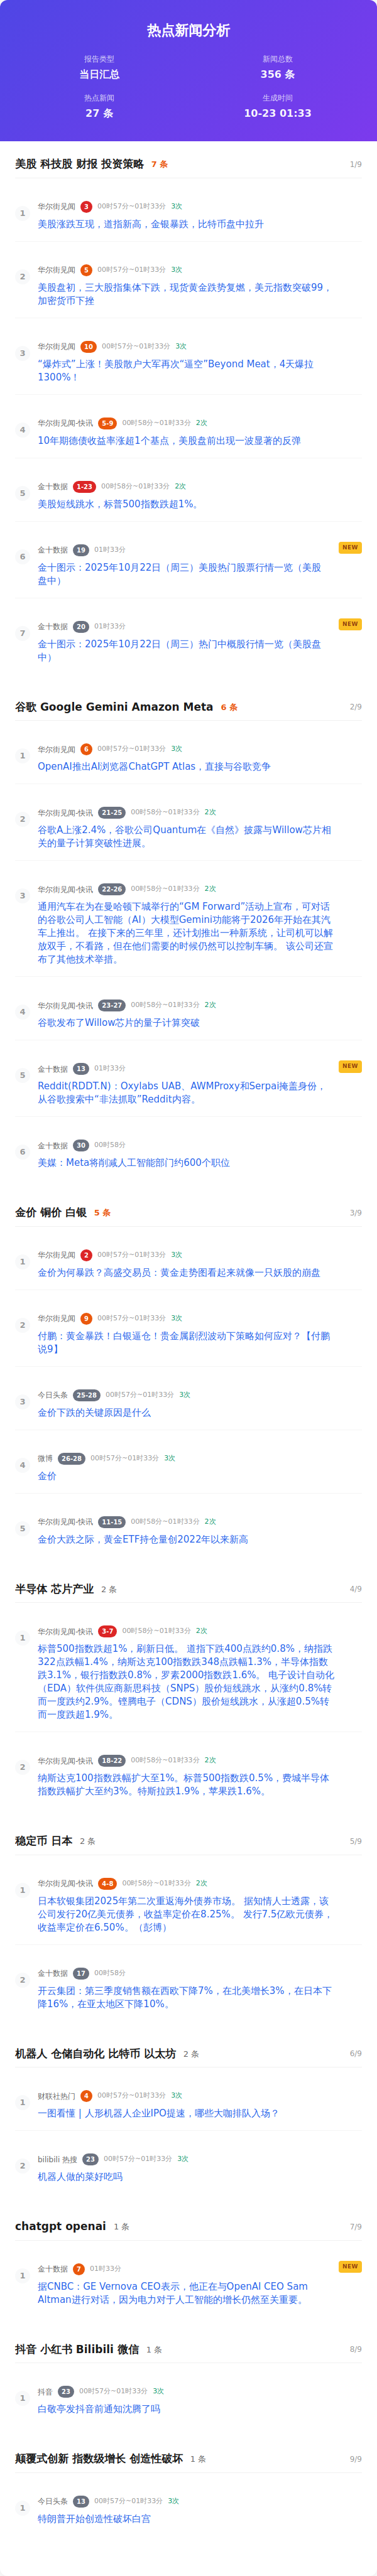 热点新闻分析
报告类型
当日汇总
新闻总数
356 条
热点新闻
27 条
生成时间
10-23 01:33
美股 科技股 财报 投资策略 7 条 1/9
1
华尔街见闻 3 00时57分~01时33分 3次
美股涨跌互现，道指新高，金银暴跌，比特币盘中拉升
2
华尔街见闻 5 00时57分~01时33分 3次
美股盘初，三大股指集体下跌，现货黄金跌势复燃，美元指数突破99，
加密货币下挫
3
华尔街见闻 10 00时57分~01时33分 3次
“爆炸式”上涨！美股散户大军再次“逼空”Beyond Meat，4天爆拉
1300%！
4
华尔街见闻-快讯 5-9 00时58分~01时33分 2次
10年期德债收益率涨超1个基点，美股盘前出现一波显著的反弹
5
金十数据 1-23 00时58分~01时33分 2次
美股短线跳水，标普500指数跌超1%。
6
金十数据 19 01时33分 NEW
金十图示：2025年10月22日（周三）美股热门股票行情一览（美股
盘中）
7
金十数据 20 01时33分 NEW
金十图示：2025年10月22日（周三）热门中概股行情一览（美股盘
中）
谷歌 Google Gemini Amazon Meta 6 条 2/9
1
华尔街见闻 6 00时57分~01时33分 3次
OpenAI推出AI浏览器ChatGPT Atlas，直接与谷歌竞争
2
华尔街见闻-快讯 21-25 00时58分~01时33分 2次
谷歌A上涨2.4%，谷歌公司Quantum在《自然》披露与Willow芯片相
关的量子计算突破性进展。
3
华尔街见闻-快讯 22-26 00时58分~01时33分 2次
通用汽车在为在曼哈顿下城举行的“GM Forward”活动上宣布，可对话
的谷歌公司人工智能（AI）大模型Gemini功能将于2026年开始在其汽
车上推出。 在接下来的三年里，还计划推出一种新系统，让司机可以解
放双手，不看路，但在他们需要的时候仍然可以控制车辆。 该公司还宣
布了其他技术举措。
4
华尔街见闻-快讯 23-27 00时58分~01时33分 2次
谷歌发布了Willow芯片的量子计算突破
5
金十数据 13 01时33分 NEW
Reddit(RDDT.N)：Oxylabs UAB、AWMProxy和Serpai掩盖身份，
从谷歌搜索中“非法抓取”Reddit内容。
6
金十数据 30 00时58分
美媒：Meta将削减人工智能部门约600个职位
金价 铜价 白银 5 条 3/9
1
华尔街见闻 2 00时57分~01时33分 3次
金价为何暴跌？高盛交易员：黄金走势图看起来就像一只妖股的崩盘
2
华尔街见闻 9 00时57分~01时33分 3次
付鹏：黄金暴跌！白银逼仓！贵金属剧烈波动下策略如何应对？【付鹏
说9】
3
今日头条 25-28 00时57分~01时33分 3次
金价下跌的关键原因是什么
4
微博 26-28 00时57分~01时33分 3次
金价
5
华尔街见闻-快讯 11-15 00时58分~01时33分 2次
金价大跌之际，黄金ETF持仓量创2022年以来新高
半导体 芯片产业 2 条 4/9
1
华尔街见闻-快讯 3-7 00时58分~01时33分 2次
标普500指数跌超1%，刷新日低。 道指下跌400点跌约0.8%，纳指跌
322点跌幅1.4%，纳斯达克100指数跌348点跌幅1.3%，半导体指数
跌3.1%，银行指数跌0.8%，罗素2000指数跌1.6%。 电子设计自动化
（EDA）软件供应商新思科技（SNPS）股价短线跳水，从涨约0.8%转
而一度跌约2.9%。铿腾电子（CDNS）股价短线跳水，从涨超0.5%转
而一度跌超1.9%。
2
华尔街见闻-快讯 18-22 00时58分~01时33分 2次
纳斯达克100指数跌幅扩大至1%。标普500指数跌0.5%，费城半导体
指数跌幅扩大至约3%。特斯拉跌1.9%，苹果跌1.6%。
稳定币 日本 2 条 5/9
1
华尔街见闻-快讯 4-8 00时58分~01时33分 2次
日本软银集团2025年第二次重返海外债券市场。 据知情人士透露，该
公司发行20亿美元债券，收益率定价在8.25%。 发行7.5亿欧元债券，
收益率定价在6.50%。（彭博）
2
金十数据 17 00时58分
开云集团：第三季度销售额在西欧下降7%，在北美增长3%，在日本下
降16%，在亚太地区下降10%。
机器人 仓储自动化 比特币 以太坊 2 条 6/9
1
财联社热门 4 00时57分~01时33分 3次
一图看懂 | 人形机器人企业IPO提速，哪些大咖排队入场？
2
bilibili 热搜 23 00时57分~01时33分 3次
机器人做的菜好吃吗
chatgpt openai 1 条 7/9
1
金十数据 7 01时33分 NEW
据CNBC：GE Vernova CEO表示，他正在与OpenAI CEO Sam
Altman进行对话，因为电力对于人工智能的增长仍然至关重要。
抖音 小红书 Bilibili 微信 1 条 8/9
1
抖音 23 00时57分~01时33分 3次
白敬亭发抖音前通知沈腾了吗
颠覆式创新 指数级增长 创造性破坏 1 条 9/9
1
今日头条 13 00时57分~01时33分 3次
特朗普开始创造性破坏白宫